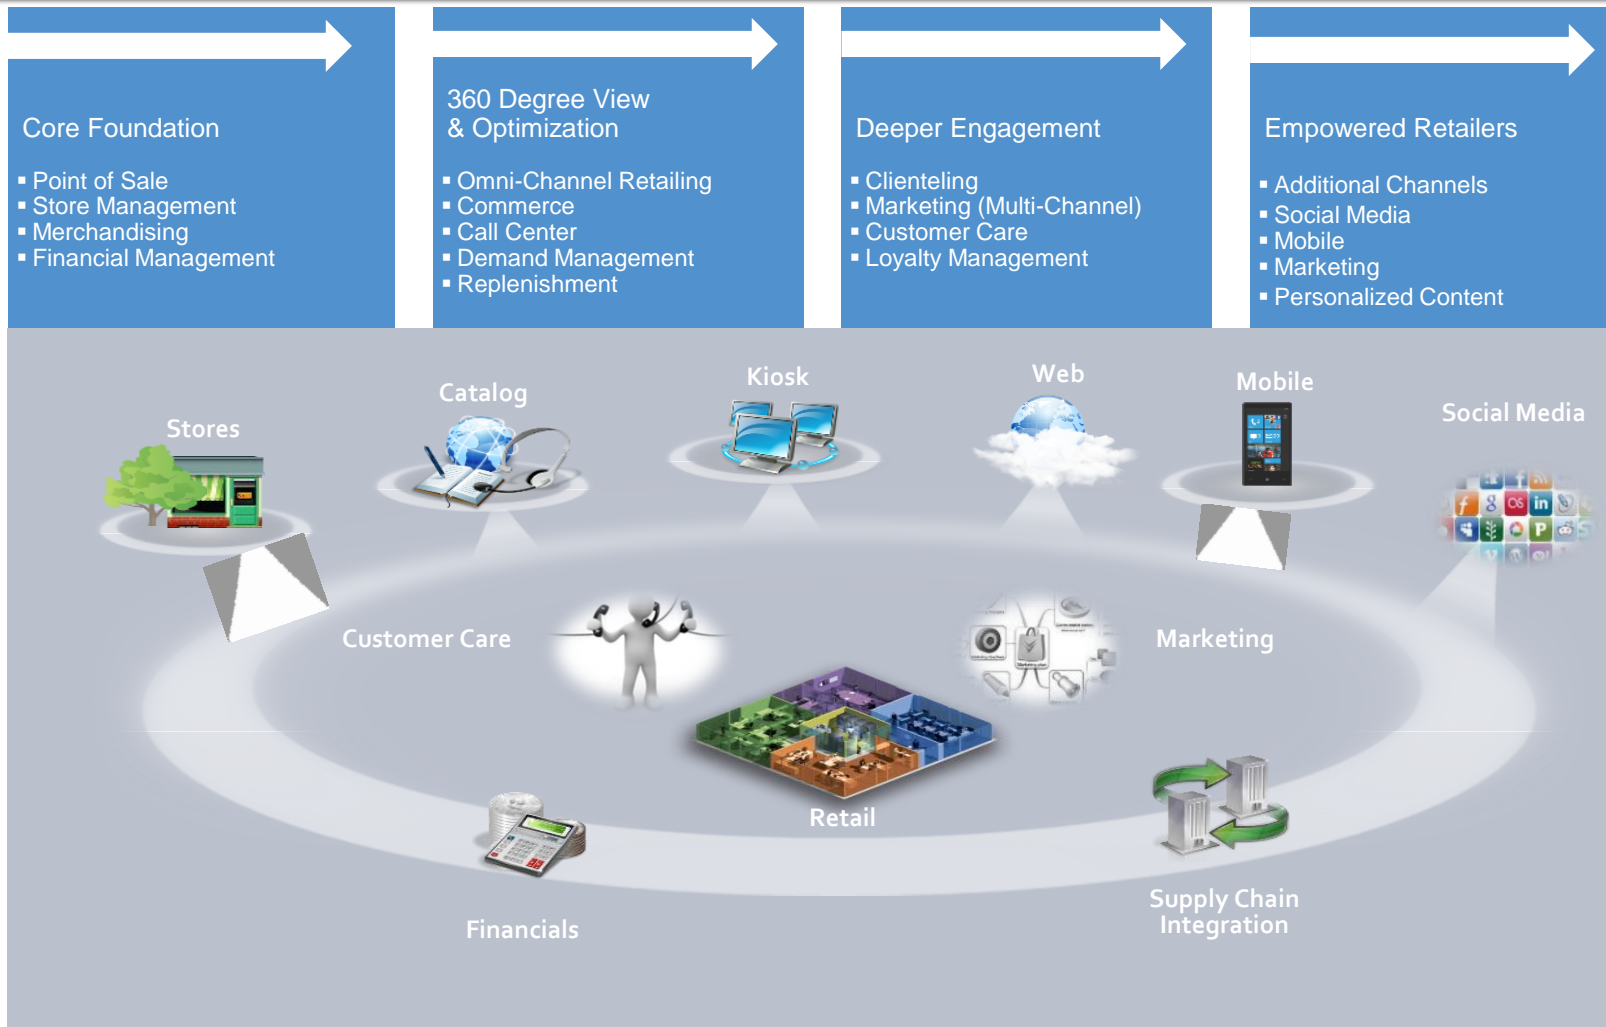 Core Foundation
▪ Point of Sale
▪ Store Management
▪ Merchandising
▪ Financial Management
360 Degree View
& Optimization
▪ Omni-Channel Retailing
▪ Commerce
▪ Call Center
▪ Demand Management
▪ Replenishment
Deeper Engagement
▪ Clienteling
▪ Marketing (Multi-Channel)
▪ Customer Care
▪ Loyalty Management
Empowered Retailers
▪ Additional Channels
▪ Social Media
▪ Mobile
▪ Marketing
▪ Personalized Content
Stores
Catalog
Kiosk
Web
Mobile
Social Media
Customer Care
Marketing
Retail
Financials
Supply Chain
Integration